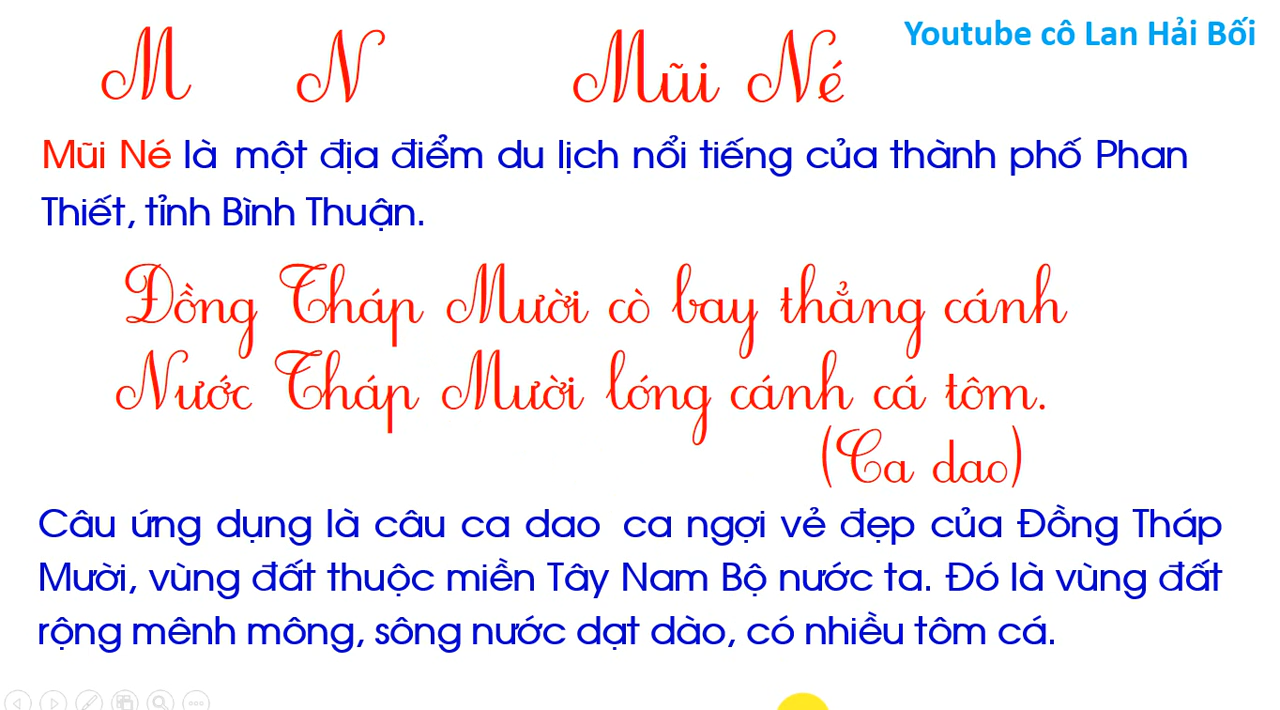 Youtube cô Lan Hải Bối
M N Mũi Né
Mũi Né là một địa điểm du lịch nổi tiếng của thành phố Phan
Thiết, tỉnh Bình Thuận.
Đồng Tháp Mười cò bay thẳng cánh
Nước Tháp Mười lóng cánh cá tôm.
(Ca dao)
Câu ứng dụng là câu ca dao ca ngợi vẻ đẹp của Đồng Tháp
Mười, vùng đất thuộc miền Tây Nam Bộ nước ta. Đó là vùng đất
rộng mênh mông, sông nước dạt dào, có nhiều tôm cá.